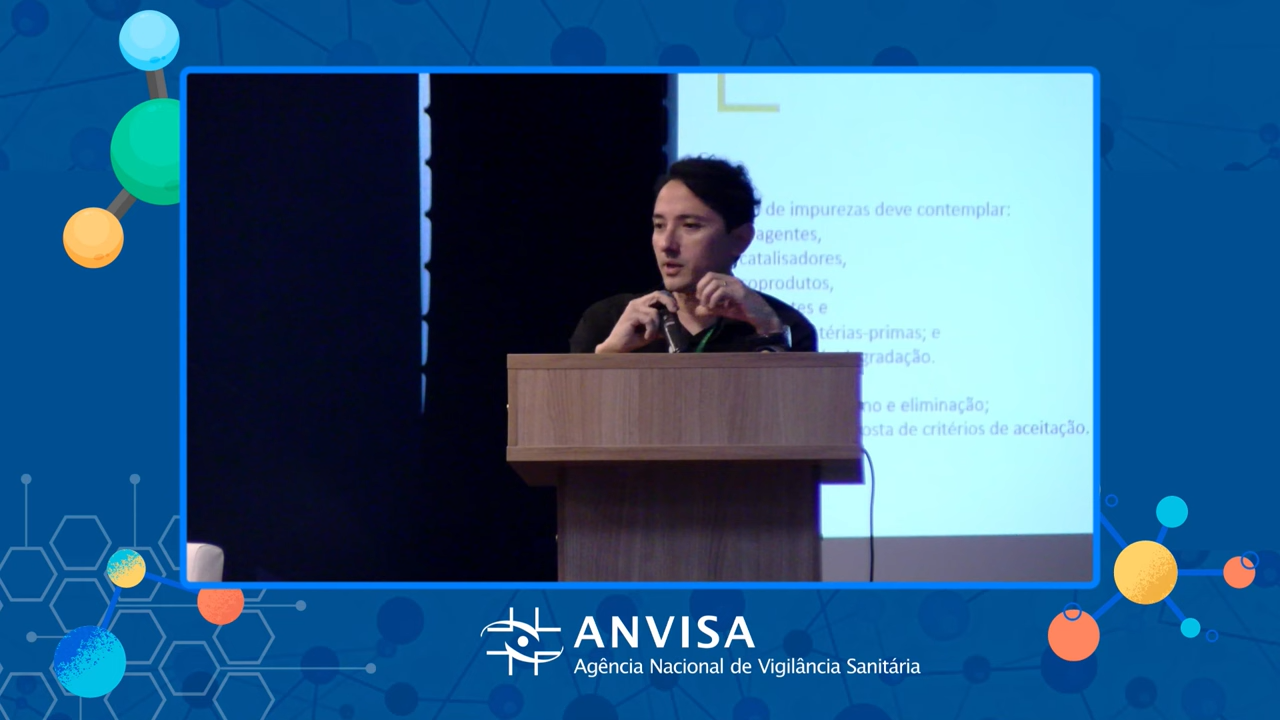 de impurezas deve contemplar:
agentes,
catalisadores,
oprodutos,
tes e
térias-primas; e
gradação.
no e eliminação;
osta de critérios de aceitação.
ANVISA
Agência Nacional de Vigilância Sanitária